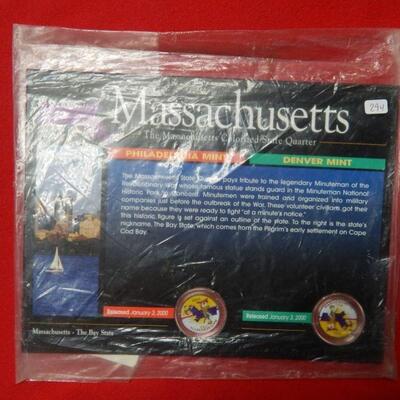 Massachusetts
294
The Massachusetts Colorized State Quarter
PHILADELPHIA MINT
DENVER MINT
The Massachusetts State pays tribute to the legendary Minuteman of the
Revolutionary War whose famous statue stands guard in the Minuteman National
Historic Park in Concord. Minutemen were trained and organized into military
companies just before the outbreak of the War. These volunteer civilians got their
name because they were ready to fight "at a minute's notice."
this historic figure is set against an outline of the state. To the right is the state's
nickname, The Bay State, which comes from the Pilgrim's early settlement on Cape
Cod Bay.
Released January 3, 2000
Released January 3, 2000
Massachusetts - The Bay State